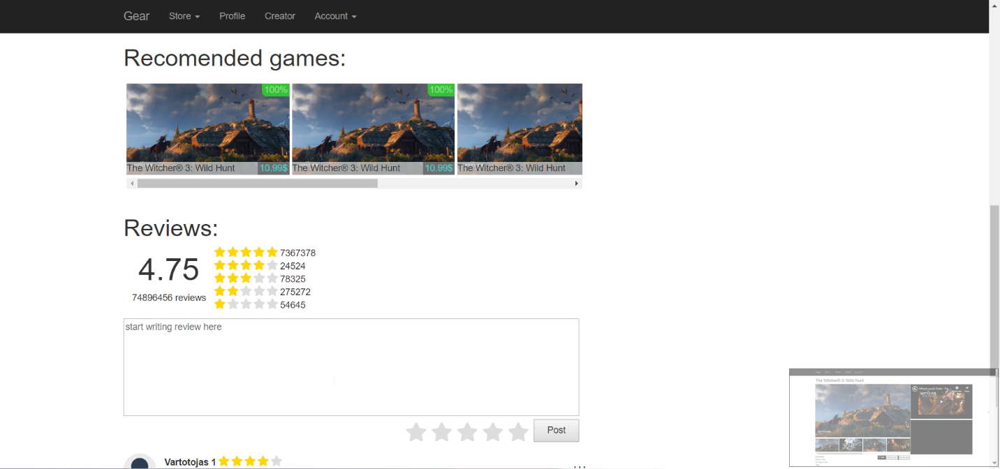 Gear Store Profile Creator Account
Recomended games:
100% 100%
The Witcher® 3: Wild Hunt 10.99$ The Witcher® 3: Wild Hunt 10.99$ The Witcher® 3: Wild Hunt
Reviews:
4.75
74896456 reviews
7367378
24524
78325
275272
54645
start writing review here
Post
Vartotojas 1
The Witcher® 3: Wild Hunt